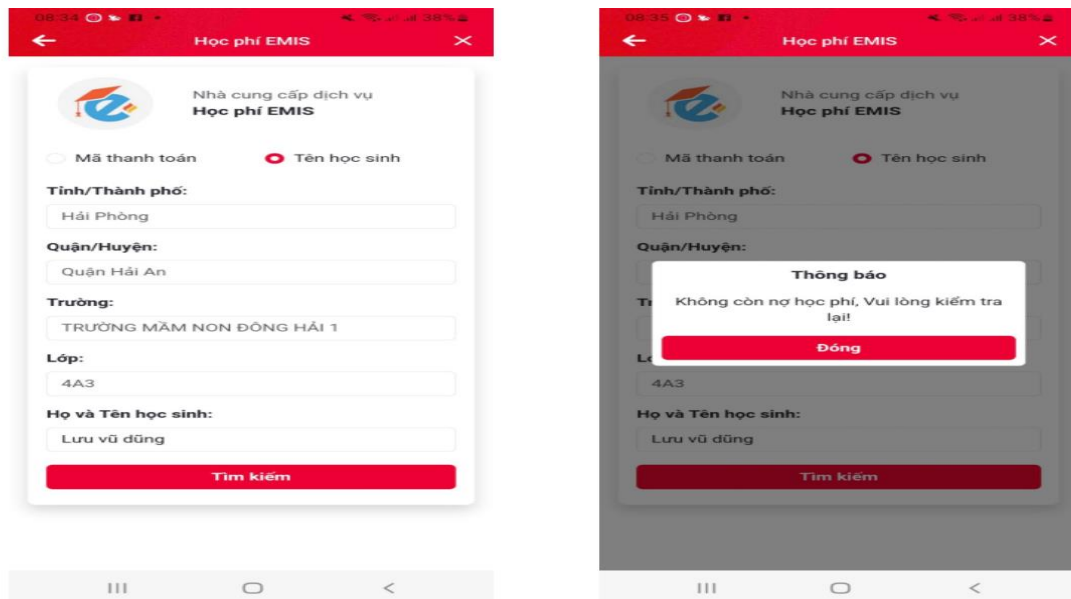 08:34
38%
Học phí EMIS
Nhà cung cấp dịch vụ
Học phí EMIS
Mã thanh toán
Tên học sinh
Tỉnh/Thành phố:
Hải Phòng
Quận/Huyện:
Quận Hải An
Trường:
TRƯỜNG MẦM NON ĐÔNG HẢI 1
Lớp:
4A3
Họ và Tên học sinh:
Lưu vũ dũng
Tìm kiếm
08:35
38%
Học phí EMIS
Nhà cung cấp dịch vụ
Học phí EMIS
Mã thanh toán
Tên học sinh
Tỉnh/Thành phố:
Hải Phòng
Quận/Huyện:
Thông báo
Không còn nợ học phí, Vui lòng kiểm tra
lại!
Đóng
4A3
Họ và Tên học sinh:
Lưu vũ dũng
Tìm kiếm